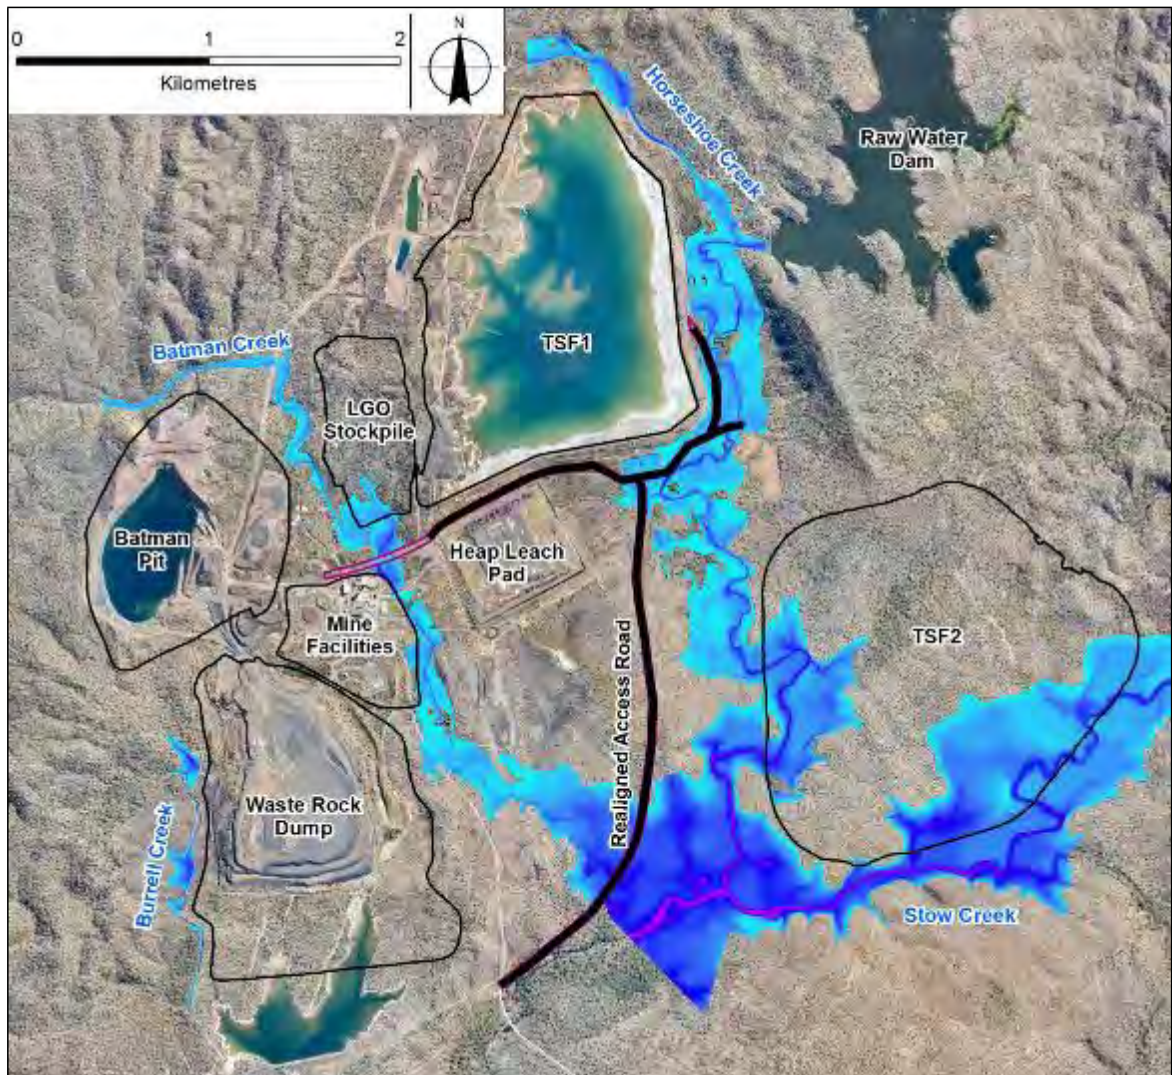 0 1 2
Kilometres
N
Horseshoe Creek
Raw Water
Dam
Batman Creek
TSF1
LGO
Stockpile
Batman
Pit
Heap Leach
Pad
Mine
Facilities
TSF2
Realigned Access Road
Waste Rock
Dump
Burrell Creek
Stow Creek